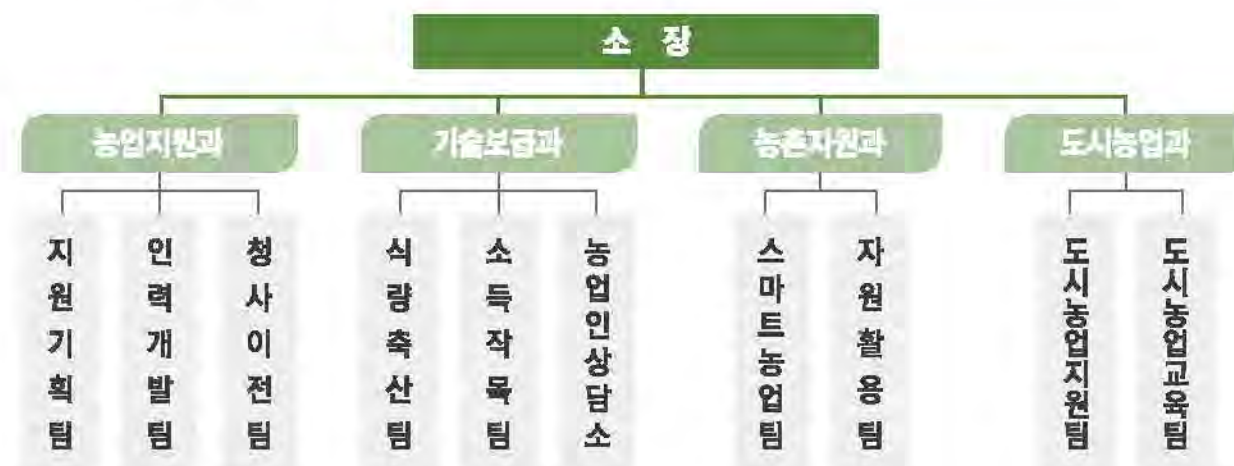 소 장
농업지원과
기술보급과
농촌자원과
도시농업과
지원기획팀
인력개발팀
청사이전팀
식량축산팀
소득작목팀
농업인상담소
스마트농업팀
자원활용팀
도시농업지원팀
도시농업교육팀